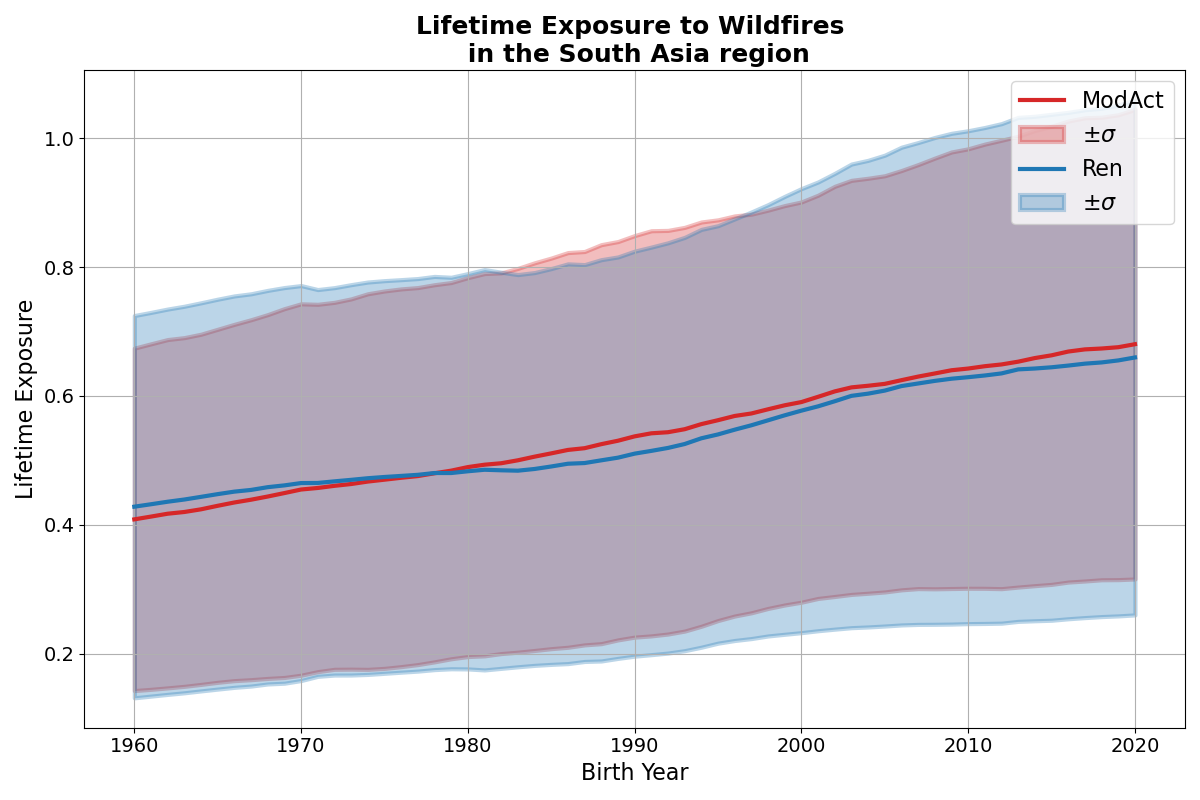 Lifetime Exposure to Wildfires
in the South Asia region
ModAct
±σ
Ren
±σ
Lifetime Exposure
1.0
0.8
0.6
0.4
0.2
1960 1970 1980 1990 2000 2010 2020
Birth Year